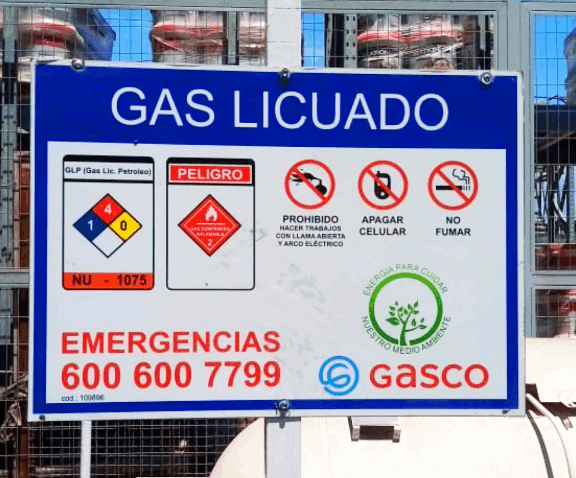 GAS LICUADO
GLP (Gas Lic. Petroleo)
4
1
0
NU - 1075
PELIGRO
GAS COMPRIMIDO
INFLAMABLE
2
PROHIBIDO
HACER TRABAJOS
CON LLAMA ABIERTA
Y ARCO ELÉCTRICO
APAGAR
CELULAR
NO
FUMAR
ENERGÍA PARA CUIDAR
NUESTRO MEDIO AMBIENTE
EMERGENCIAS
600 600 7799
cod.: 109896
GASCO